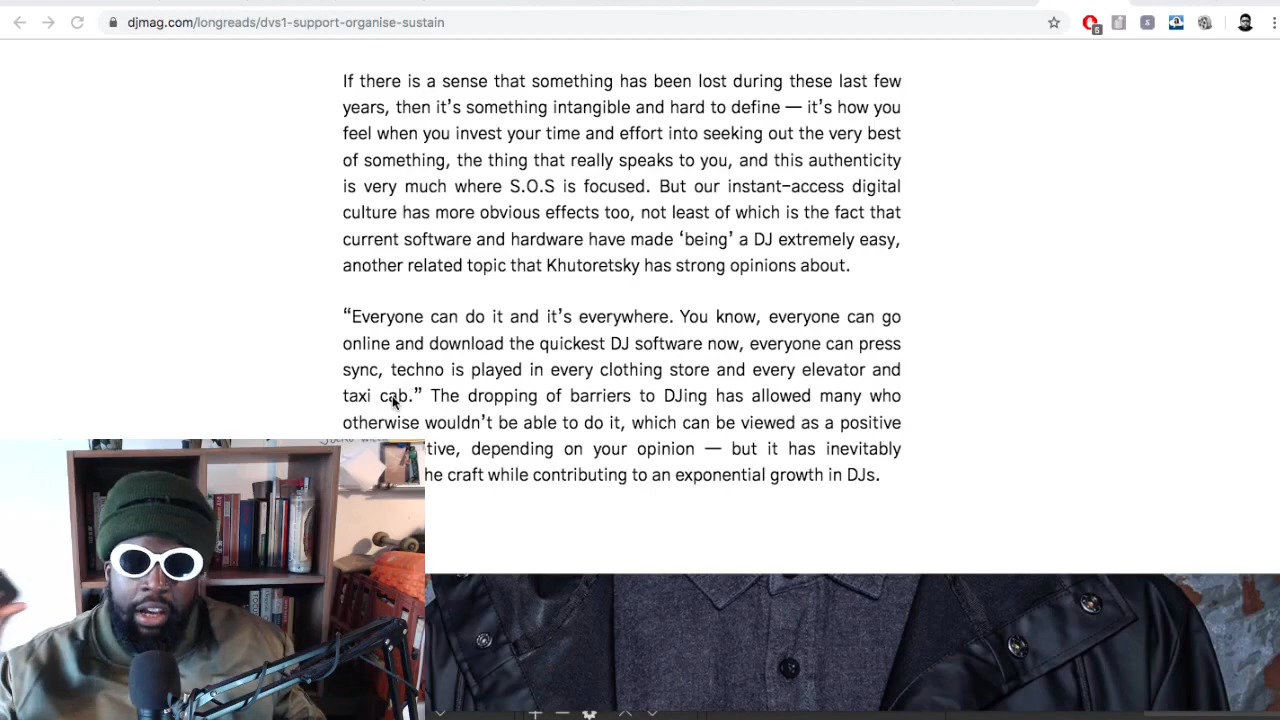 djmag.com/longreads/dvs1-support-organise-sustain
5
If there is a sense that something has been lost during these last few
years, then it's something intangible and hard to define — it's how you
feel when you invest your time and effort into seeking out the very best
of something, the thing that really speaks to you, and this authenticity
is very much where S.O.S is focused. But our instant-access digital
culture has more obvious effects too, not least of which is the fact that
current software and hardware have made ‘being’ a DJ extremely easy,
another related topic that Khutoretsky has strong opinions about.
“Everyone can do it and it's everywhere. You know, everyone can go
online and download the quickest DJ software now, everyone can press
sync, techno is played in every clothing store and every elevator and
taxi cab.” The dropping of barriers to DJing has allowed many who
otherwise wouldn't be able to do it, which can be viewed as a positive
tive, depending on your opinion — but it has inevitably
he craft while contributing to an exponential growth in DJs.